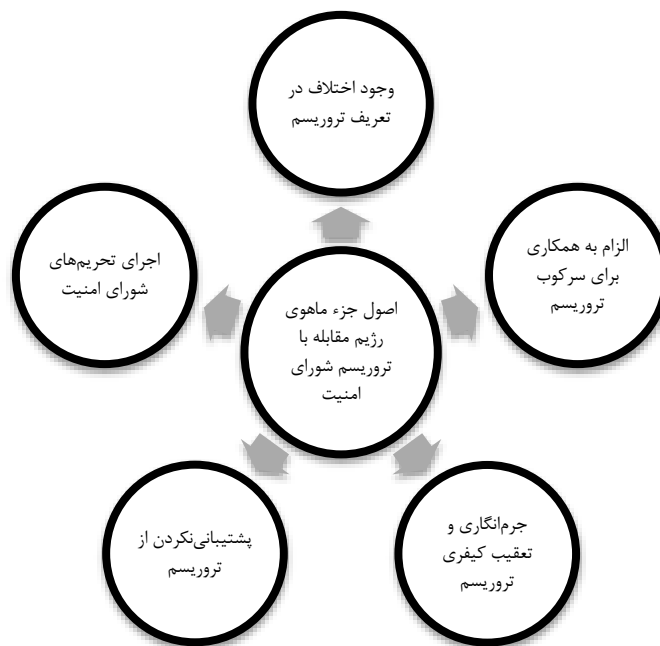 وجود اختلاف در
تعریف تروریسم
الزام به همکاری
برای سرکوب
تروریسم
اجرای تحریم‌های
شورای امنیت
اصول جزء ماهوی
رژیم مقابله با
تروریسم شورای
امنیت
جرم‌انگاری و
تعقیب کیفری
تروریسم
پشتیبانی‌نکردن از
تروریسم